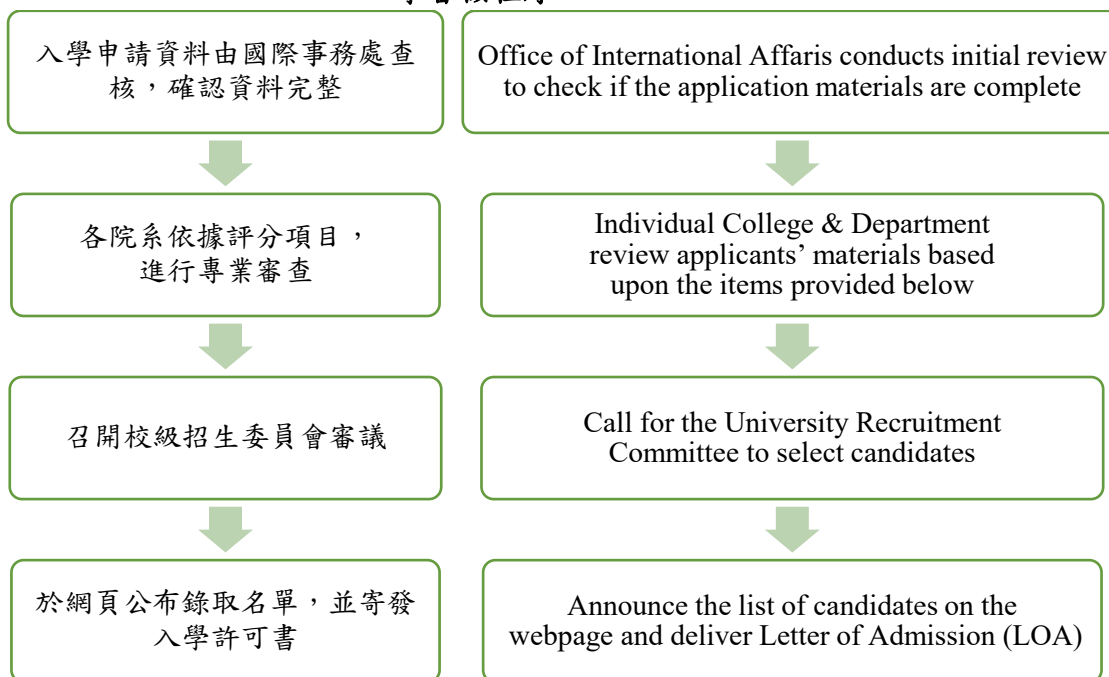 入學申請資料由國際事務處查
核，確認資料完整
Office of International Affaris conducts initial review
to check if the application materials are complete
各院系依據評分項目，
進行專業審查
Individual College & Department
review applicants’ materials based
upon the items provided below
召開校級招生委員會審議
Call for the University Recruitment
Committee to select candidates
於網頁公布錄取名單，並寄發
入學許可書
Announce the list of candidates on the
webpage and deliver Letter of Admission (LOA)